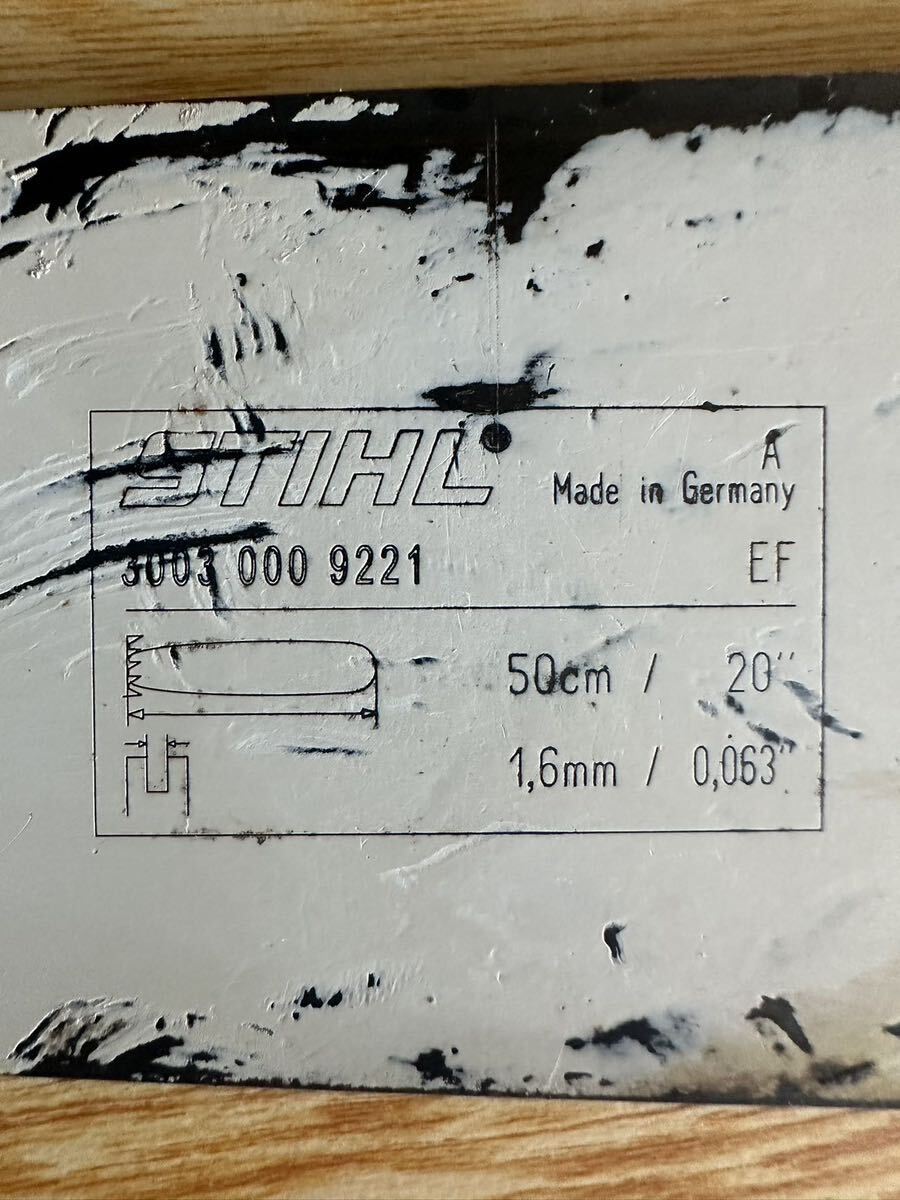 STIHL
A
Made in Germany
3003 000 9221 EF
50cm / 20"
1,6mm / 0,063"